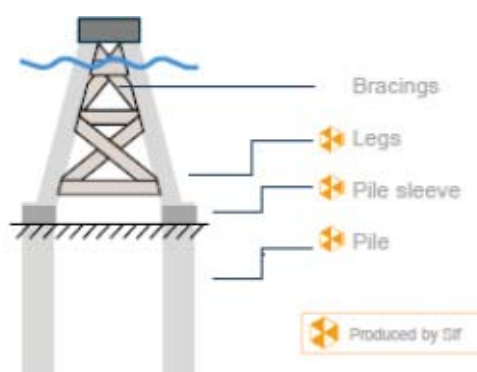 Bracings
Legs
Pile sleeve
Pile
Produced by Sif